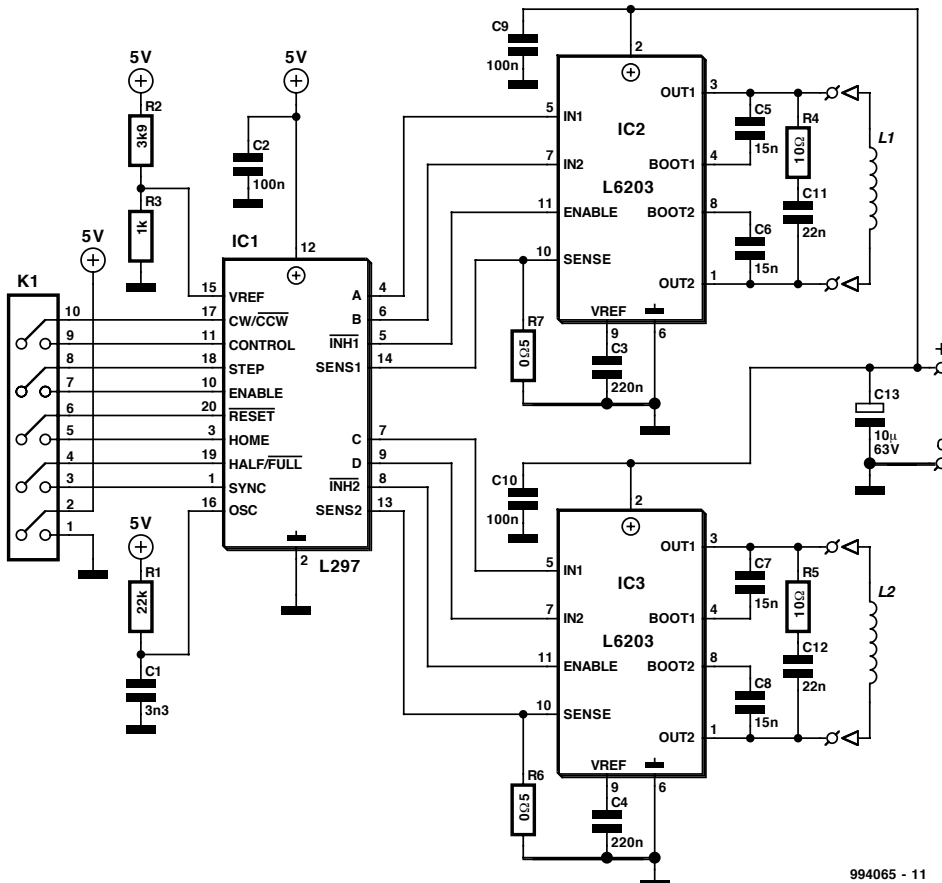 5V
R2
3k9
R3
1k
5V
C2
100n
5V
IC1
12
K1
10
9
8
7
6
5
4
3
2
1
15 VREF
17 CW/CCW
11 CONTROL
18 STEP
10 ENABLE
20 RESET
3 HOME
19 HALF/FULL
1 SYNC
16 OSC
A 4
B 6
INH1 5
SENS1 14
C 7
D 9
INH2 8
SENS2 13
2
L297
5V
R1
22k
C1
3n3
C9
100n
2
5 IN1
7 IN2
11 ENABLE
10 SENSE
IC2
L6203
OUT1 3
BOOT1 4
BOOT2 8
OUT2 1
VREF
9
6
C5
15n
C6
15n
R4
10Ω
C11
22n
L1
R7
0Ω5
C3
220n
+
C13
10µ
63V
0
C10
100n
2
5 IN1
7 IN2
11 ENABLE
10 SENSE
IC3
L6203
OUT1 3
BOOT1 4
BOOT2 8
OUT2 1
VREF
9
6
C7
15n
C8
15n
R5
10Ω
C12
22n
L2
R6
0Ω5
C4
220n
994065 - 11